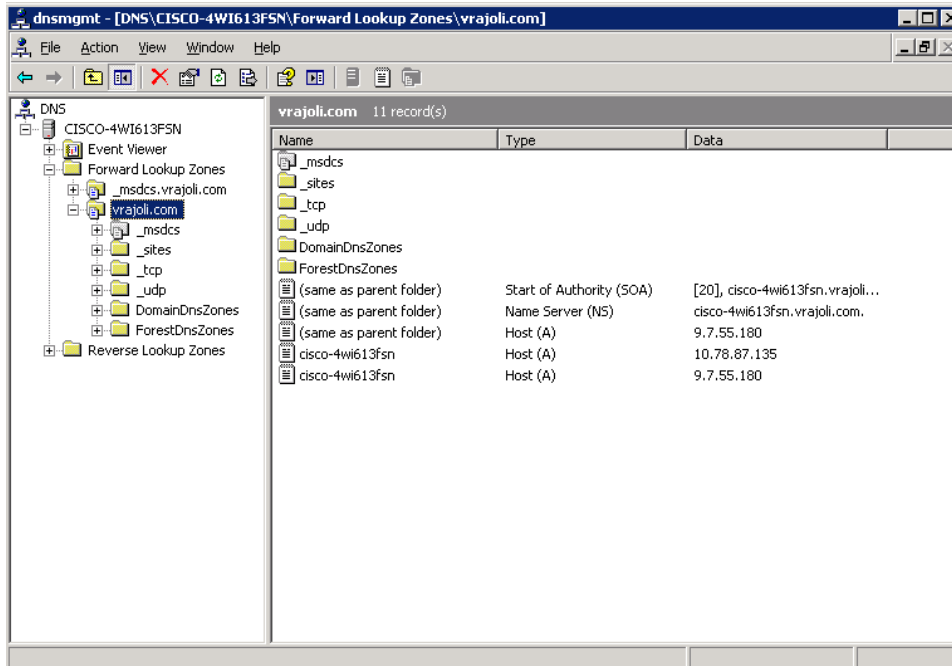 dnsmgmt - [DNS\CISCO-4WI613FSN\Forward Lookup Zones\vrajoli.com]
File Action View Window Help
DNS
CISCO-4WI613FSN
Event Viewer
Forward Lookup Zones
_msdcs.vrajoli.com
vrajoli.com
_msdcs
_sites
_tcp
_udp
DomainDnsZones
ForestDnsZones
Reverse Lookup Zones
vrajoli.com 11 record(s)
Name Type Data
_msdcs
_sites
_tcp
_udp
DomainDnsZones
ForestDnsZones
(same as parent folder) Start of Authority (SOA) [20], cisco-4wi613fsn.vrajoli...
(same as parent folder) Name Server (NS) cisco-4wi613fsn.vrajoli.com.
(same as parent folder) Host (A) 9.7.55.180
cisco-4wi613fsn Host (A) 10.78.87.135
cisco-4wi613fsn Host (A) 9.7.55.180